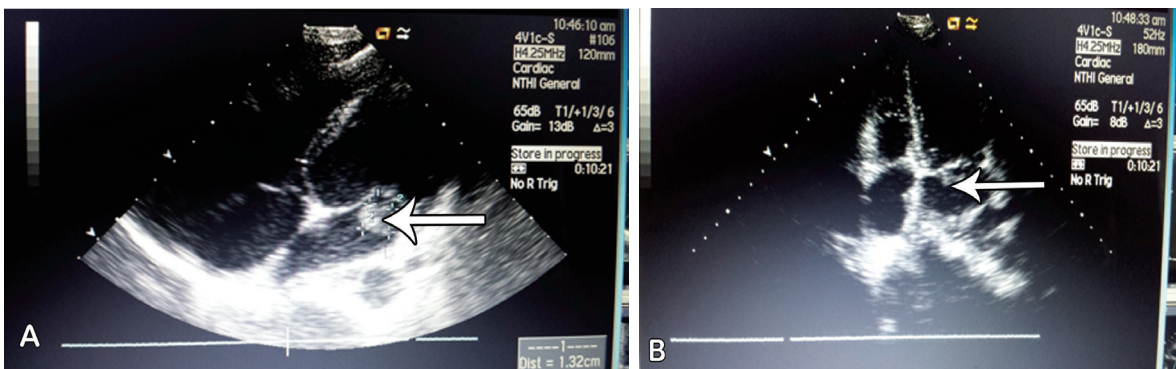 10:46:10 am
4V1c-S #106
H4.25MHz 120mm
Cardiac
NTHI General
65dB T1/+1/3/6
Gain= 13dB Δ=3
Store in progress
0:10:21
No R Trig
2
1
----1----
Dist = 1.32cm
A
10:48:33 am
4V1c-S 52Hz
H4.25MHz 180mm
Cardiac
NTHI General
65dB T1/+1/3/6
Gain= 8dB Δ=3
Store in progress
0:10:21
No R Trig
B